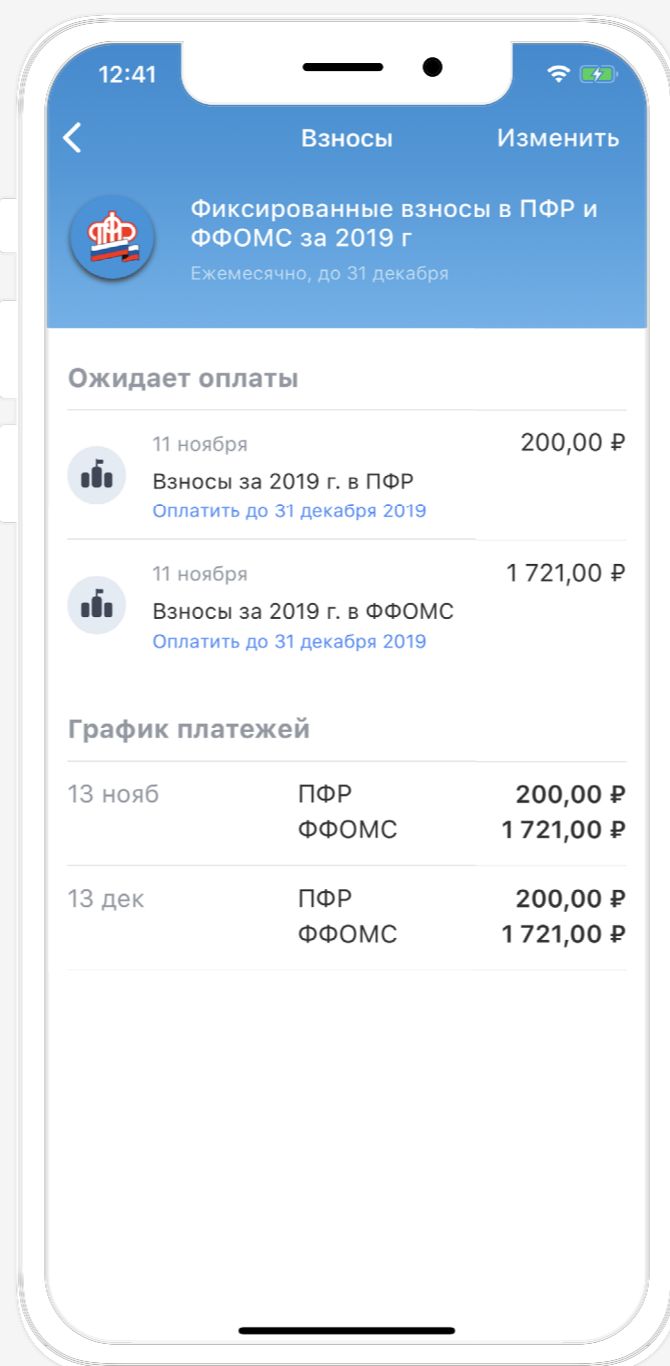 12:41
Взносы
Изменить
Фиксированные взносы в ПФР и
ФФОМС за 2019 г
Ежемесячно, до 31 декабря
Ожидает оплаты
11 ноября 200,00 ₽
Взносы за 2019 г. в ПФР
Оплатить до 31 декабря 2019
11 ноября 1 721,00 ₽
Взносы за 2019 г. в ФФОМС
Оплатить до 31 декабря 2019
График платежей
13 нояб ПФР 200,00 ₽
ФФОМС 1 721,00 ₽
13 дек ПФР 200,00 ₽
ФФОМС 1 721,00 ₽